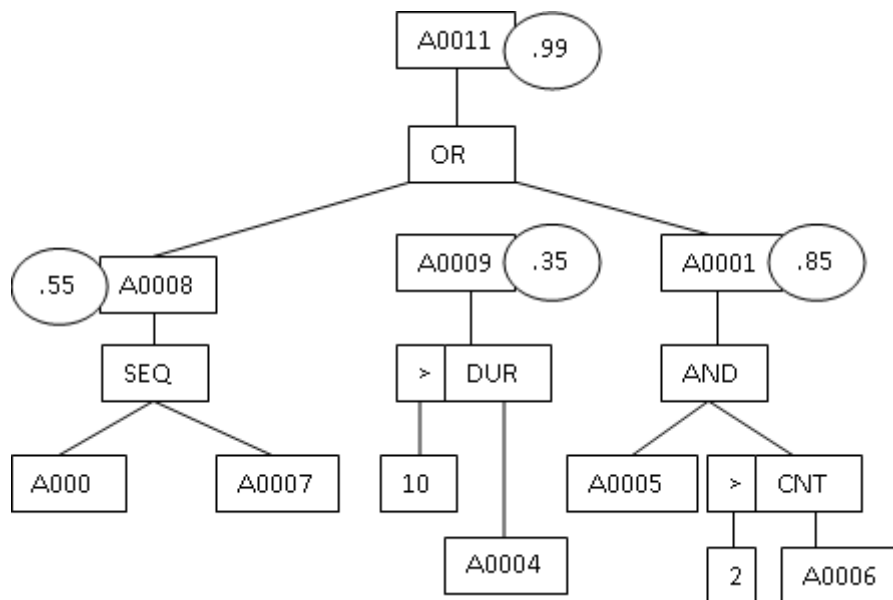 A0011
.99
OR
.55
A0008
A0009
.35
A0001
.85
SEQ
>
DUR
AND
A000
A0007
10
A0005
>
CNT
A0004
2
A0006